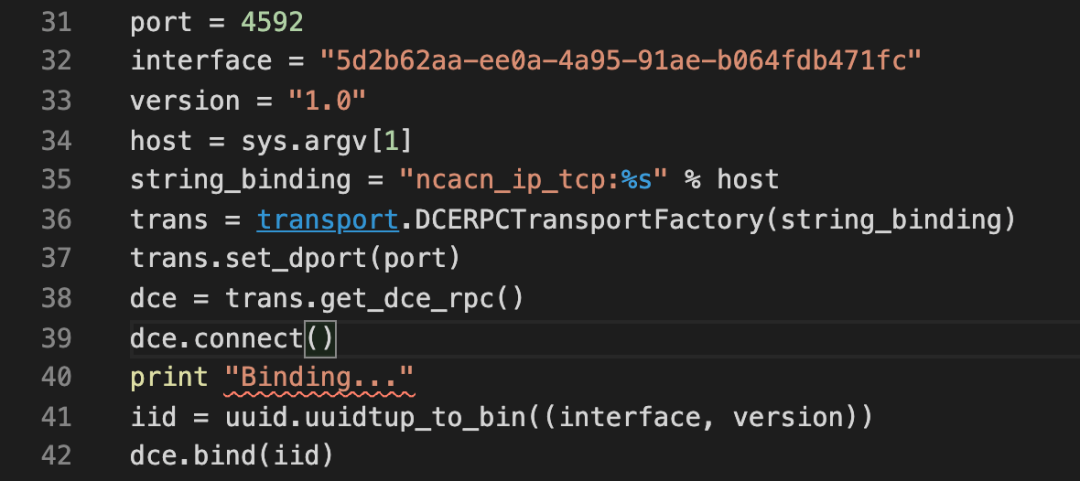 31 port = 4592
32 interface = "5d2b62aa-ee0a-4a95-91ae-b064fdb471fc"
33 version = "1.0"
34 host = sys.argv[1]
35 string_binding = "ncacn_ip_tcp:%s" % host
36 trans = transport.DCERPCTransportFactory(string_binding)
37 trans.set_dport(port)
38 dce = trans.get_dce_rpc()
39 dce.connect()
40 print "Binding..."
41 iid = uuid.uuidtup_to_bin((interface, version))
42 dce.bind(iid)